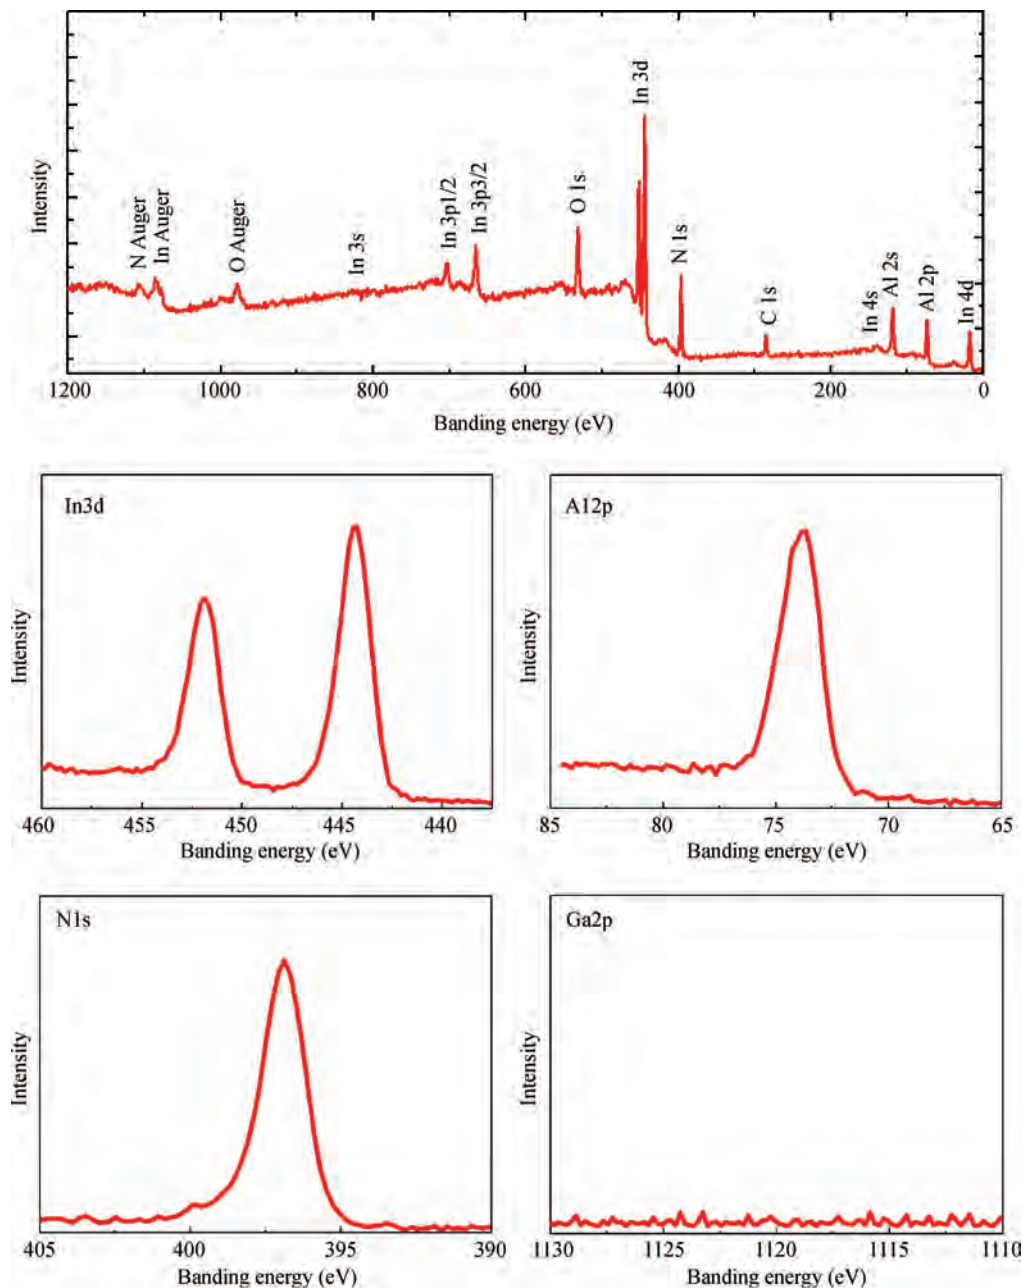 Intensity
N Auger
In Auger
O Auger
In 3s
In 3p1/2
In 3p3/2
O 1s
In 3d
N 1s
C 1s
In 4s
Al 2s
Al 2p
In 4d
1200 1000 800 600 400 200 0
Banding energy (eV)
In3d
Intensity
460 455 450 445 440
Banding energy (eV)
A12p
Intensity
85 80 75 70 65
Banding energy (eV)
N1s
Intensity
405 400 395 390
Banding energy (eV)
Ga2p
Intensity
1130 1125 1120 1115 1110
Banding energy (eV)